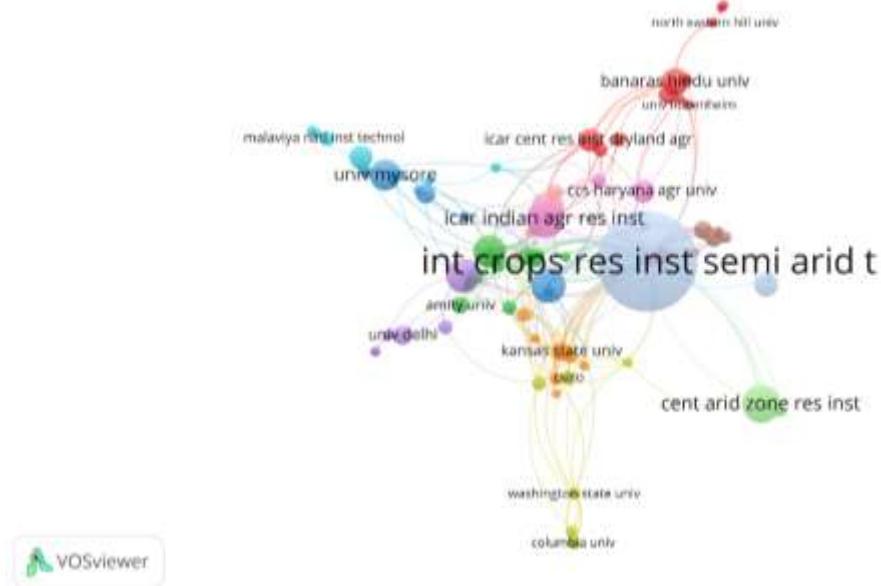 north eastern hill univ
banaras hindu univ
univ hohenheim
malaviya natl inst technol
icar cent res inst dryland agr
univ mysore
ccs haryana agr univ
icar indian agr res inst
int crops res inst semi arid t
amity univ
univ delhi
kansas state univ
csiro
cent arid zone res inst
washington state univ
columbia univ
VOSviewer